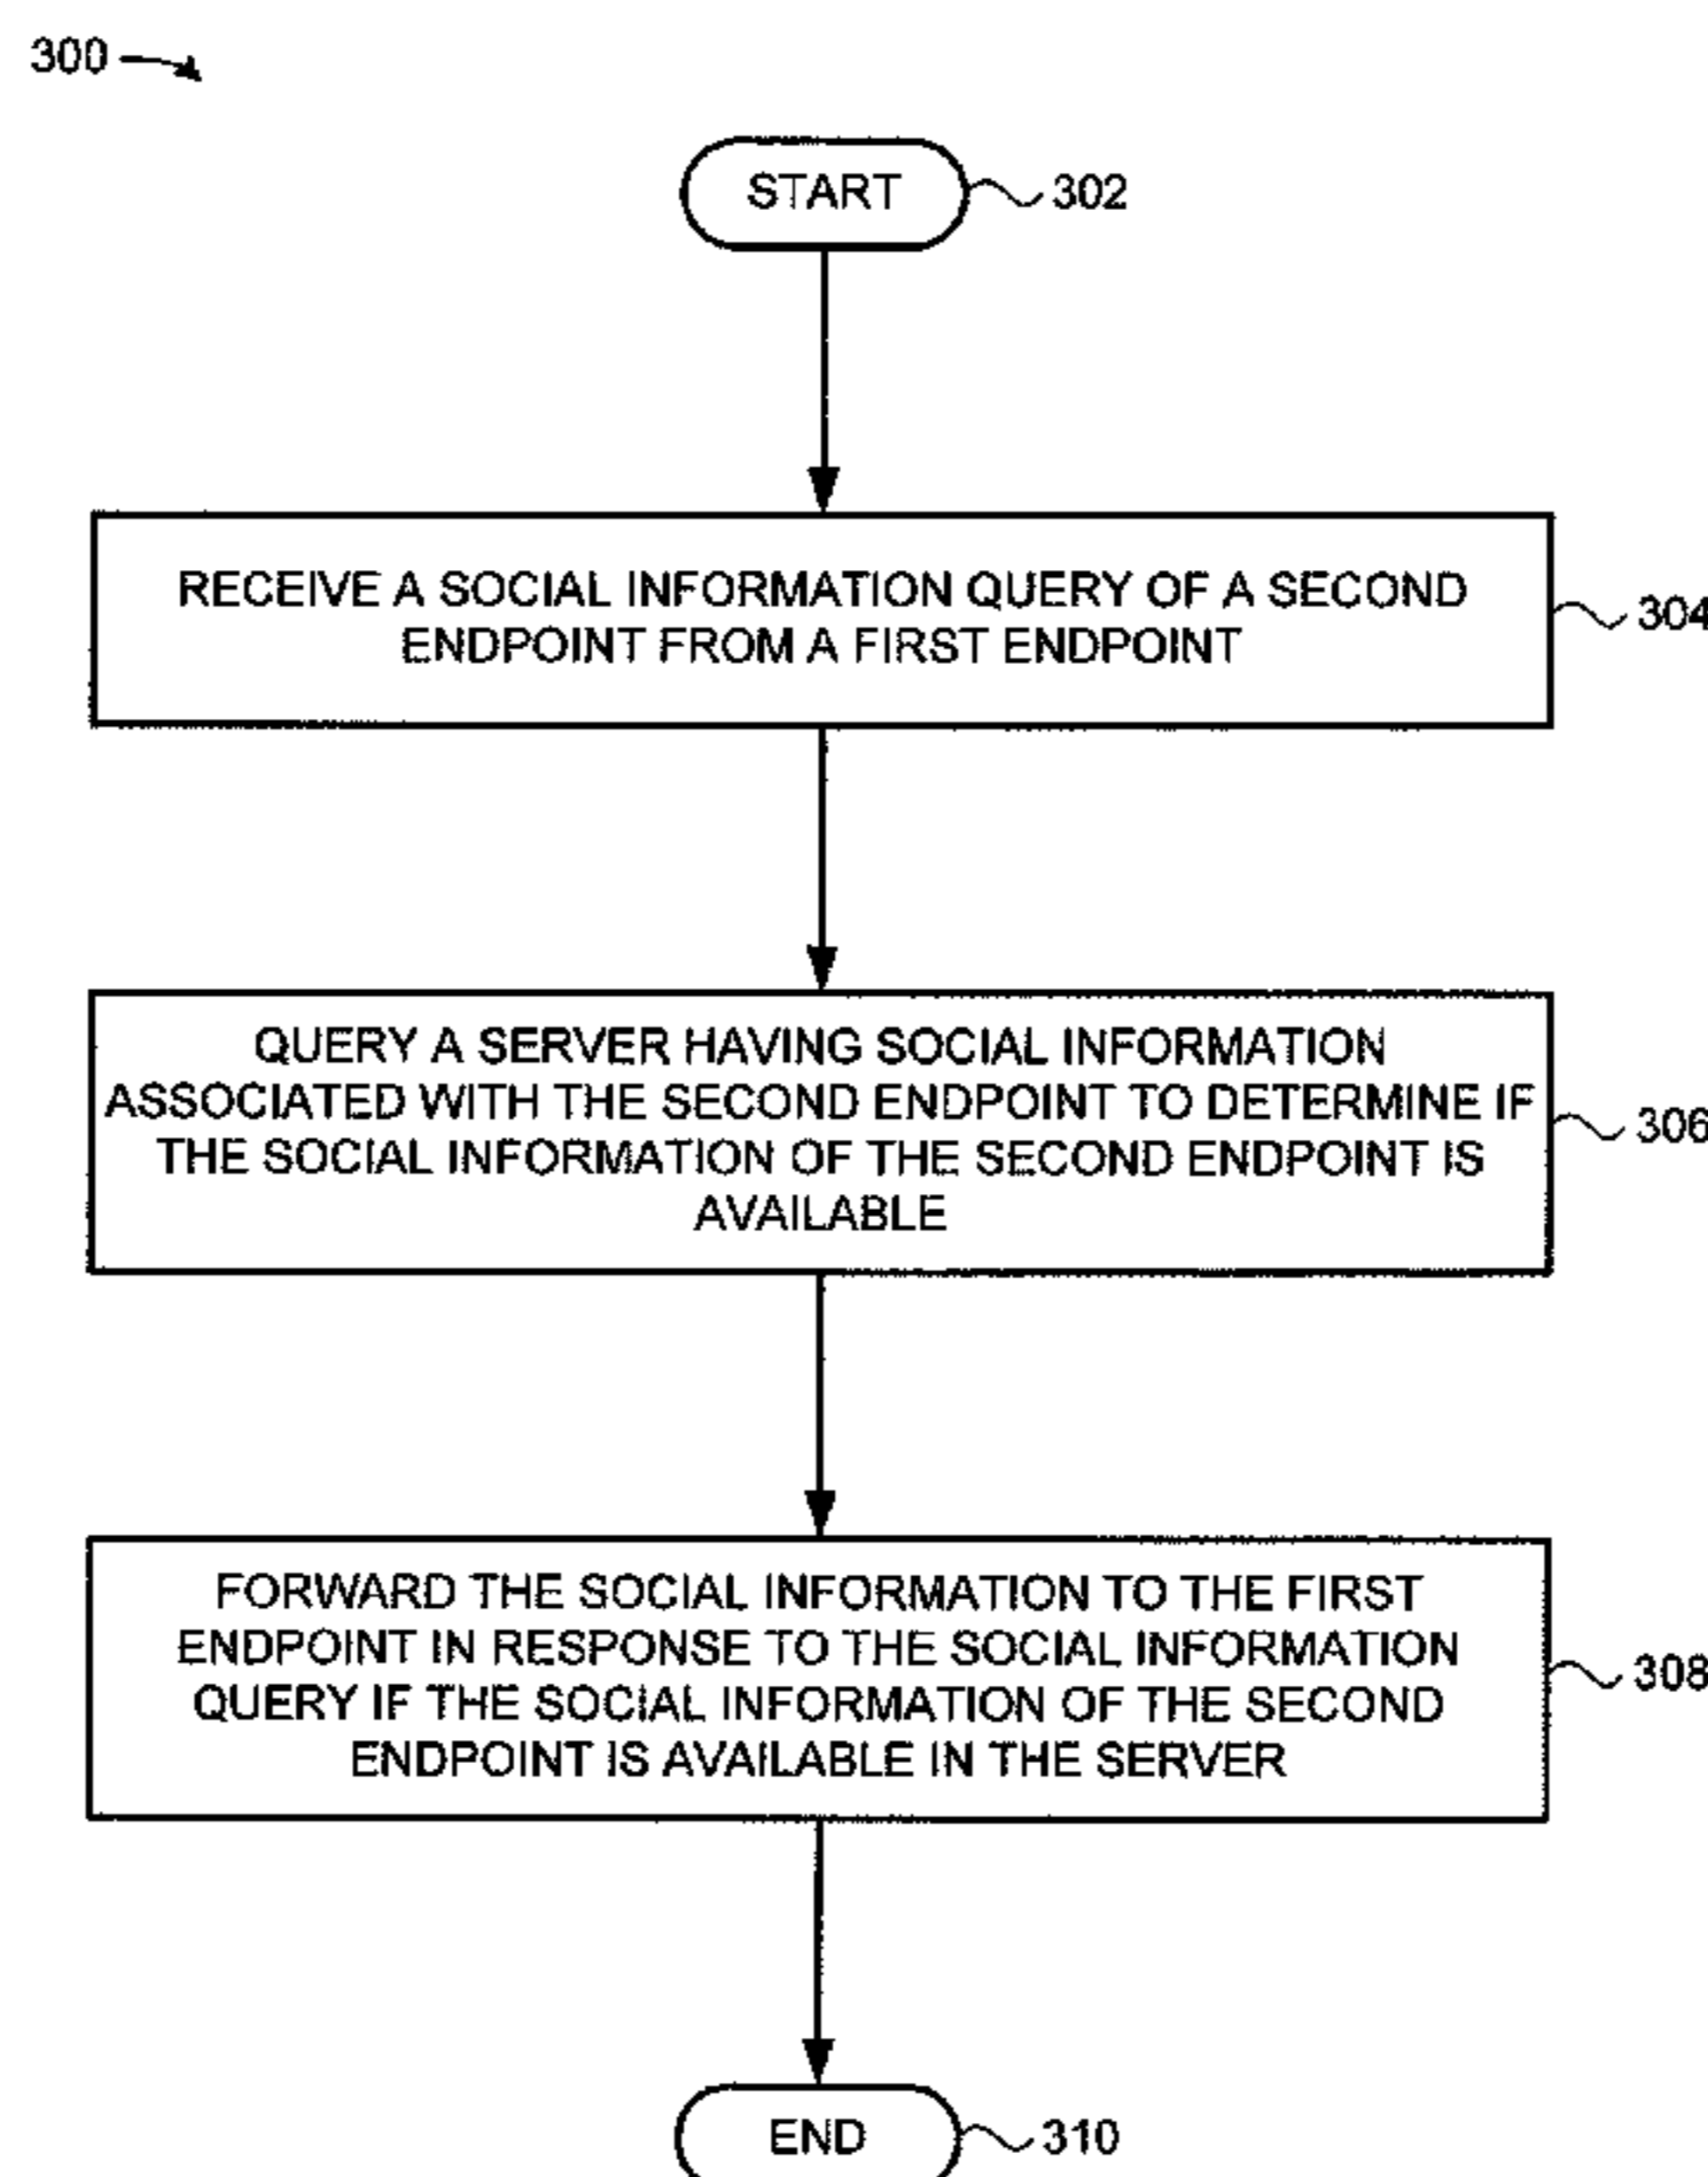 300
START
302
RECEIVE A SOCIAL INFORMATION QUERY OF A SECOND
ENDPOINT FROM A FIRST ENDPOINT
304
QUERY A SERVER HAVING SOCIAL INFORMATION
ASSOCIATED WITH THE SECOND ENDPOINT TO DETERMINE IF
THE SOCIAL INFORMATION OF THE SECOND ENDPOINT IS
AVAILABLE
306
FORWARD THE SOCIAL INFORMATION TO THE FIRST
ENDPOINT IN RESPONSE TO THE SOCIAL INFORMATION
QUERY IF THE SOCIAL INFORMATION OF THE SECOND
ENDPOINT IS AVAILABLE IN THE SERVER
308
END
310